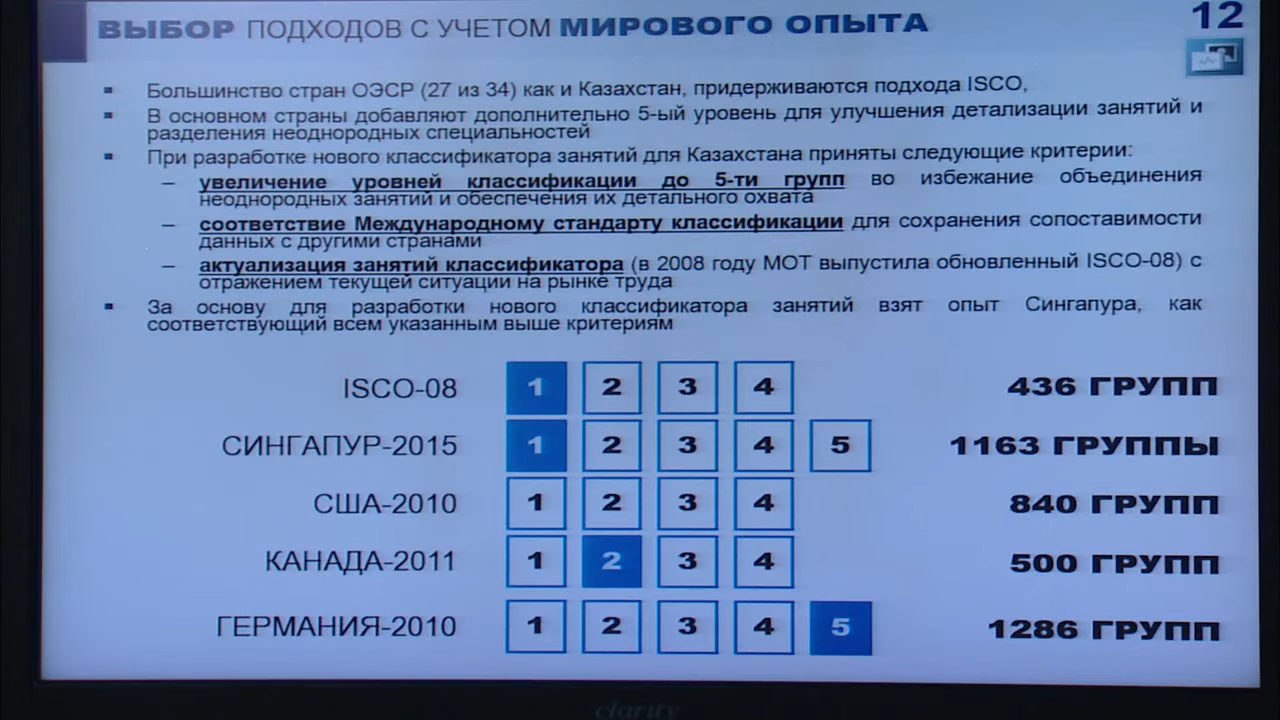 ВЫБОР ПОДХОДОВ С УЧЕТОМ МИРОВОГО ОПЫТА
12
Большинство стран ОЭСР (27 из 34) как и Казахстан, придерживаются подхода ISCO,
В основном страны добавляют дополнительно 5-ый уровень для улучшения детализации занятий и
разделения неоднородных специальностей
При разработке нового классификатора занятий для Казахстана приняты следующие критерии:
– увеличение уровней классификации до 5-ти групп во избежание объединения
неоднородных занятий и обеспечения их детального охвата
– соответствие Международному стандарту классификации для сохранения сопоставимости
данных с другими странами
– актуализация занятий классификатора (в 2008 году МОТ выпустила обновленный ISCO-08) с
отражением текущей ситуации на рынке труда
За основу для разработки нового классификатора занятий взят опыт Сингапура, как
соответствующий всем указанным выше критериям
ISCO-08 1 2 3 4 436 ГРУПП
СИНГАПУР-2015 1 2 3 4 5 1163 ГРУППЫ
США-2010 1 2 3 4 840 ГРУПП
КАНАДА-2011 1 2 3 4 500 ГРУПП
ГЕРМАНИЯ-2010 1 2 3 4 5 1286 ГРУПП
clarity